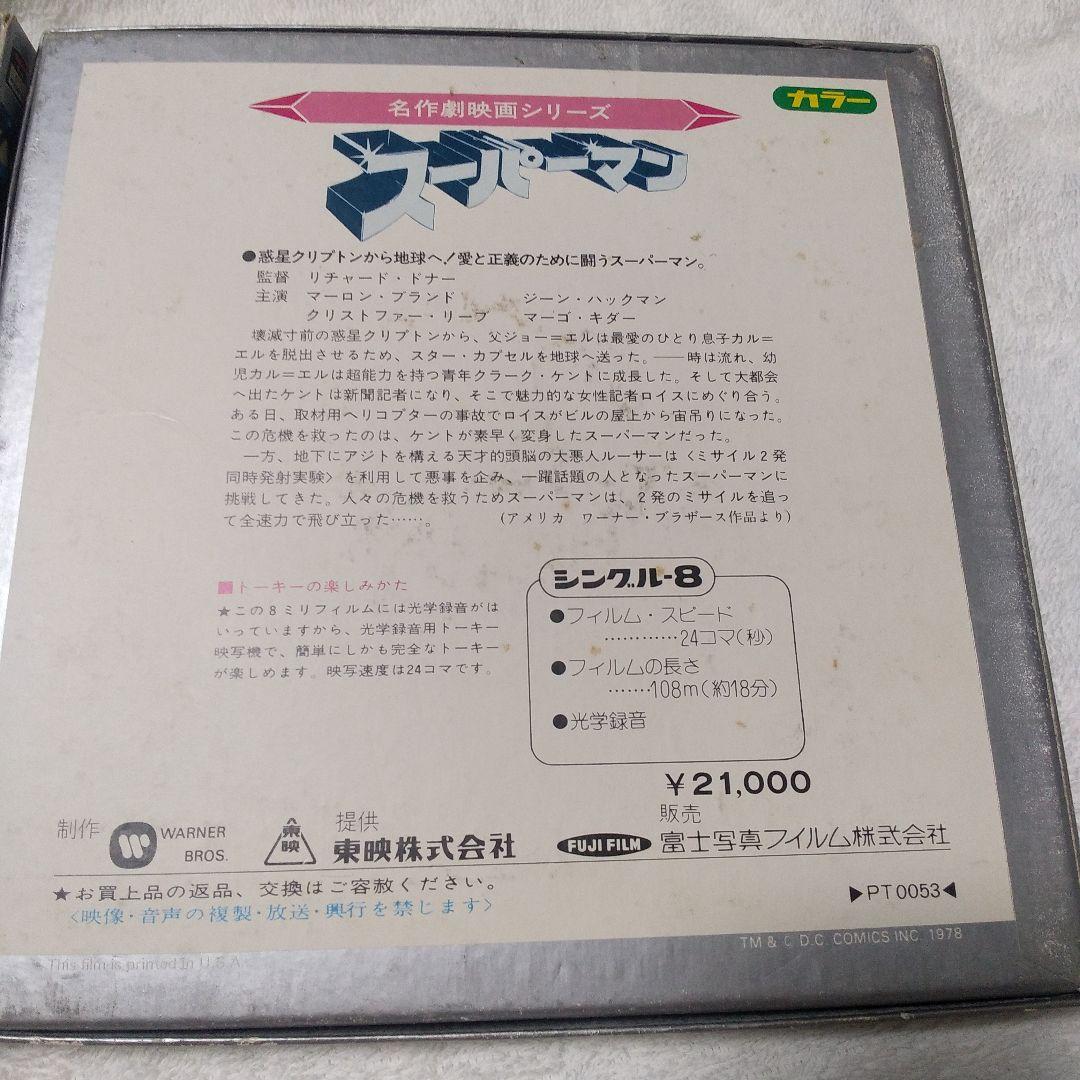 カラー
名作劇映画シリーズ
スーパーマン
●惑星クリプトンから地球へ!愛と正義のために闘うスーパーマン。
監督 リチャード・ドナー
主演 マーロン・ブランド ジーン・ハックマン
クリストファー・リーブ マーゴ・キダー
壊滅寸前の惑星クリプトンから、父ジョー=エルは最愛のひとり息子カル=
エルを脱出させるため、スター・カプセルを地球へ送った。——時は流れ、幼
児カル=エルは超能力を持つ青年クラーク・ケントに成長した。そして大都会
へ出たケントは新聞記者になり、そこで魅力的な女性記者ロイスにめぐり合う。
ある日、取材用ヘリコプターの事故でロイスがビルの屋上から宙吊りになった。
この危機を救ったのは、ケントが素早く変身したスーパーマンだった。
一方、地下にアジトを構える天才的頭脳の大悪人ルーサーは〈ミサイル2発
同時発射実験〉を利用して悪事を企み、一躍話題の人となったスーパーマンに
挑戦してきた。人々の危機を救うためスーパーマンは、2発のミサイルを追っ
て全速力で飛び立った……。 (アメリカ ワーナー・ブラザース作品より)
■トーキーの楽しみかた
★この8ミリフィルムには光学録音がは
いっていますから、光学録音用トーキー
映写機で、簡単にしかも完全なトーキー
が楽しめます。映写速度は24コマです。
シングル-8
●フィルム・スピード
…………24コマ(秒)
●フィルムの長さ
……108m(約18分)
●光学録音
¥21,000
制作 WARNER BROS.
東映 提供 東映株式会社
FUJI FILM 販売 富士写真フイルム株式会社
★お買上品の返品、交換はご容赦ください。
〈映像・音声の複製・放送・興行を禁じます〉
▶PT0053◀
TM & © D.C. COMICS INC. 1978
This film is printed in U.S.A.